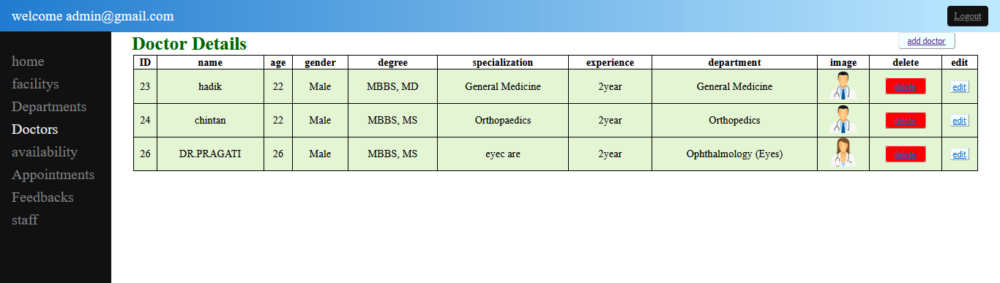 welcome admin@gmail.com
Logout
home
facilitys
Departments
Doctors
availability
Appointments
Feedbacks
staff
Doctor Details
add doctor
ID name age gender degree specialization experience department image delete edit
23 hadik 22 Male MBBS, MD General Medicine 2year General Medicine delete edit
24 chintan 22 Male MBBS, MS Orthopaedics 2year Orthopedics delete edit
26 DR.PRAGATI 26 Male MBBS, MS eyec are 2year Ophthalmology (Eyes) delete edit